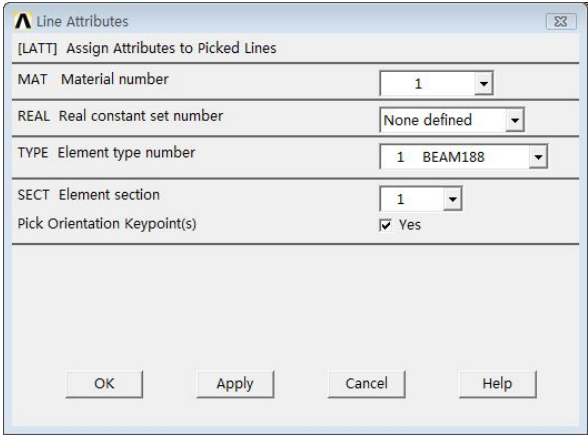 Line Attributes
[LATT] Assign Attributes to Picked Lines
MAT Material number 1
REAL Real constant set number None defined
TYPE Element type number 1 BEAM188
SECT Element section 1
Pick Orientation Keypoint(s) Yes
OK Apply Cancel Help